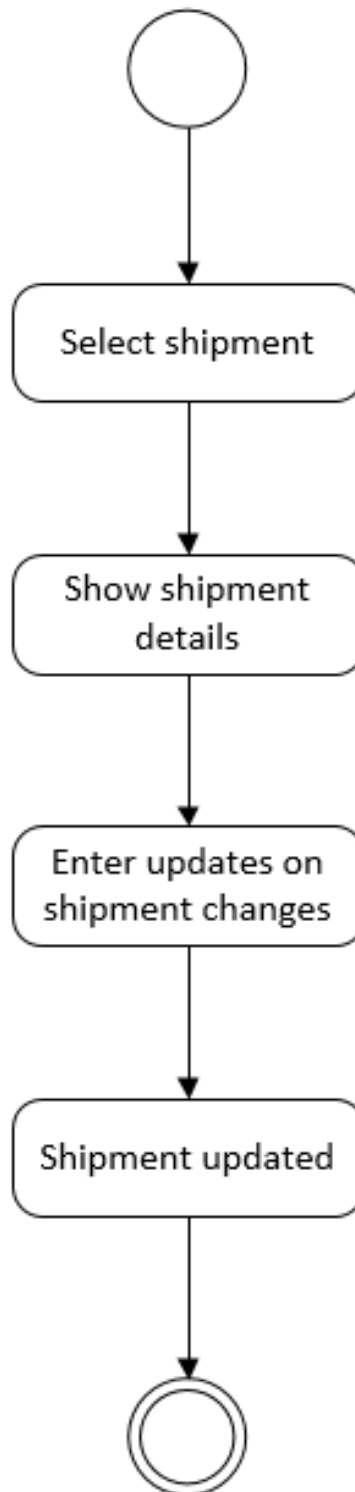 Select shipment
Show shipment
details
Enter updates on
shipment changes
Shipment updated